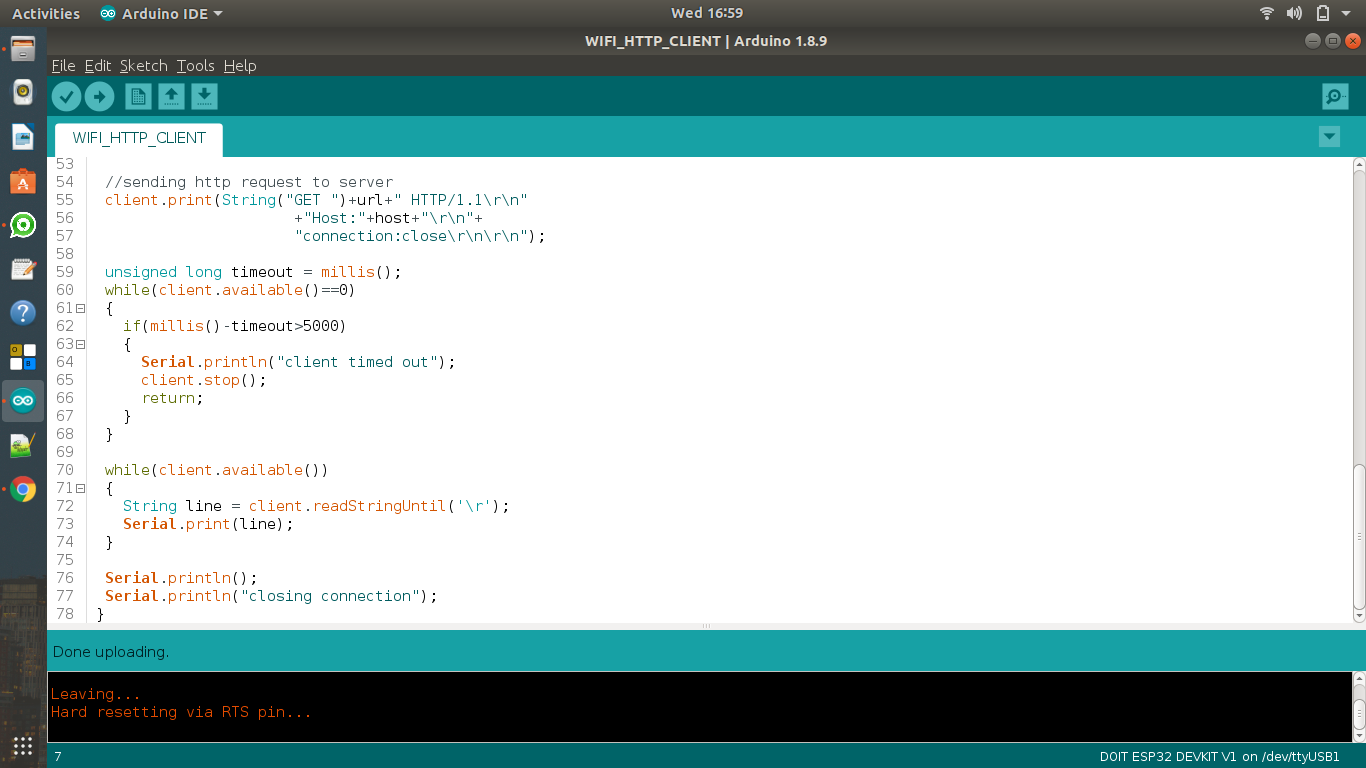 Activities Arduino IDE Wed 16:59
WIFI_HTTP_CLIENT | Arduino 1.8.9
File Edit Sketch Tools Help
WIFI_HTTP_CLIENT
53
54 //sending http request to server
55 client.print(String("GET ")+url+" HTTP/1.1\r\n"
56 +"Host:"+host+"\r\n"+
57 "connection:close\r\n\r\n");
58
59 unsigned long timeout = millis();
60 while(client.available()==0)
61 {
62 if(millis()-timeout>5000)
63 {
64 Serial.println("client timed out");
65 client.stop();
66 return;
67 }
68 }
69
70 while(client.available())
71 {
72 String line = client.readStringUntil('\r');
73 Serial.print(line);
74 }
75
76 Serial.println();
77 Serial.println("closing connection");
78 }
Done uploading.
Leaving...
Hard resetting via RTS pin...
7 DOIT ESP32 DEVKIT V1 on /dev/ttyUSB1